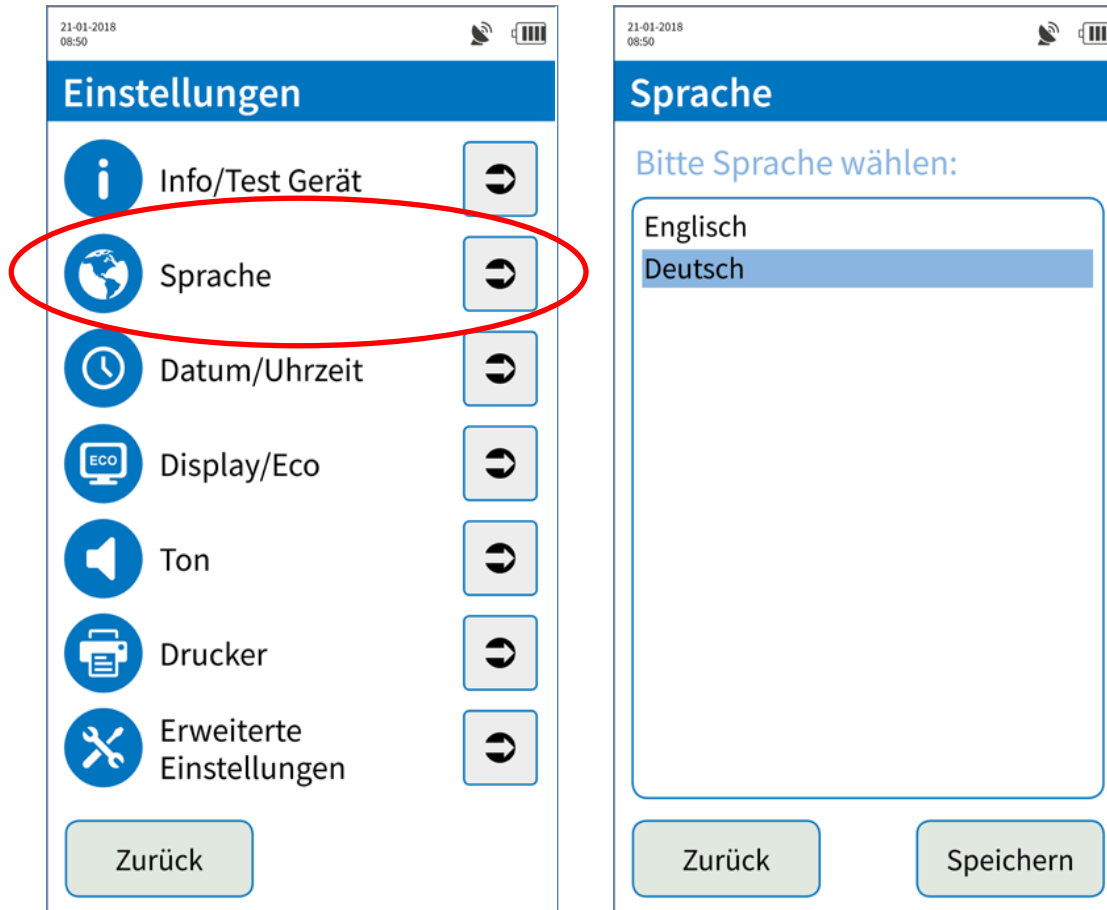 21-01-2018
08:50
Einstellungen
Info/Test Gerät
Sprache
Datum/Uhrzeit
ECO
Display/Eco
Ton
Drucker
Erweiterte
Einstellungen
Zurück
21-01-2018
08:50
Sprache
Bitte Sprache wählen:
Englisch
Deutsch
Zurück
Speichern